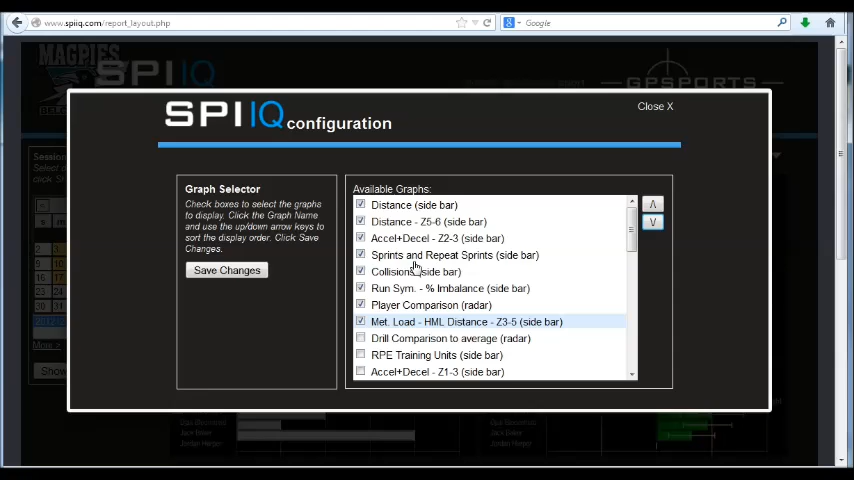 www.spiiq.com/report_layout.php
Google
MAGPIES
SPI IQ
GPSPORTS
SPI IQ configuration
Close X
Graph Selector
Check boxes to select the graphs
to display. Click the Graph Name
and use the up/down arrow keys to
sort the display order. Click Save
Changes.
Save Changes
Available Graphs:
Distance (side bar)
Distance - Z5-6 (side bar)
Accel+Decel - Z2-3 (side bar)
Sprints and Repeat Sprints (side bar)
Collisions (side bar)
Run Sym. - % Imbalance (side bar)
Player Comparison (radar)
Met. Load - HML Distance - Z3-5 (side bar)
Drill Comparison to average (radar)
RPE Training Units (side bar)
Accel+Decel - Z1-3 (side bar)